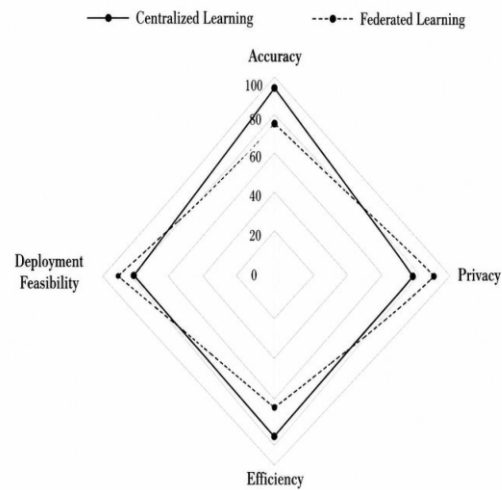 Centralized Learning
Federated Learning
Accuracy
100
80
60
40
20
0
Deployment
Feasibility
Privacy
Efficiency